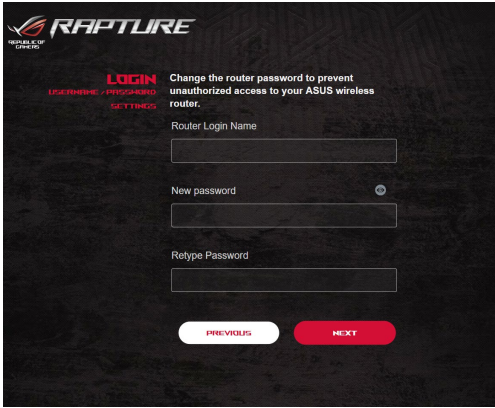 RAPTURE
REPUBLIC OF
GAMERS
LOGIN
USERNAME / PASSWORD
SETTINGS
Change the router password to prevent
unauthorized access to your ASUS wireless
router.
Router Login Name
New password
Retype Password
PREVIOUS
NEXT